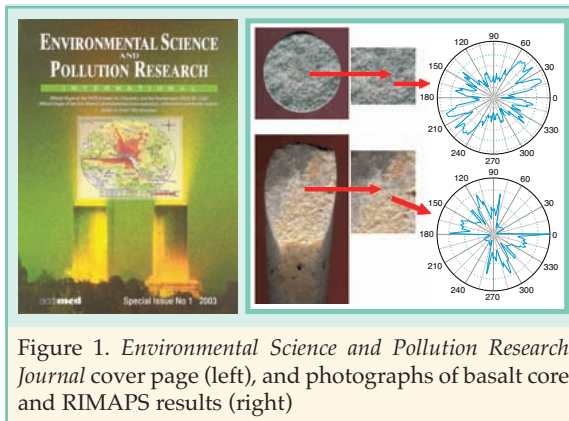 ENVIRONMENTAL SCIENCE
AND
POLLUTION RESEARCH
INTERNATIONAL
Special Issue No 1 2003
90
120 60
150 30
180 0
210 330
240 300
270
90
120 60
150 30
180 0
210 330
240 300
270
Figure 1. Environmental Science and Pollution Research
Journal cover page (left), and photographs of basalt core
and RIMAPS results (right)